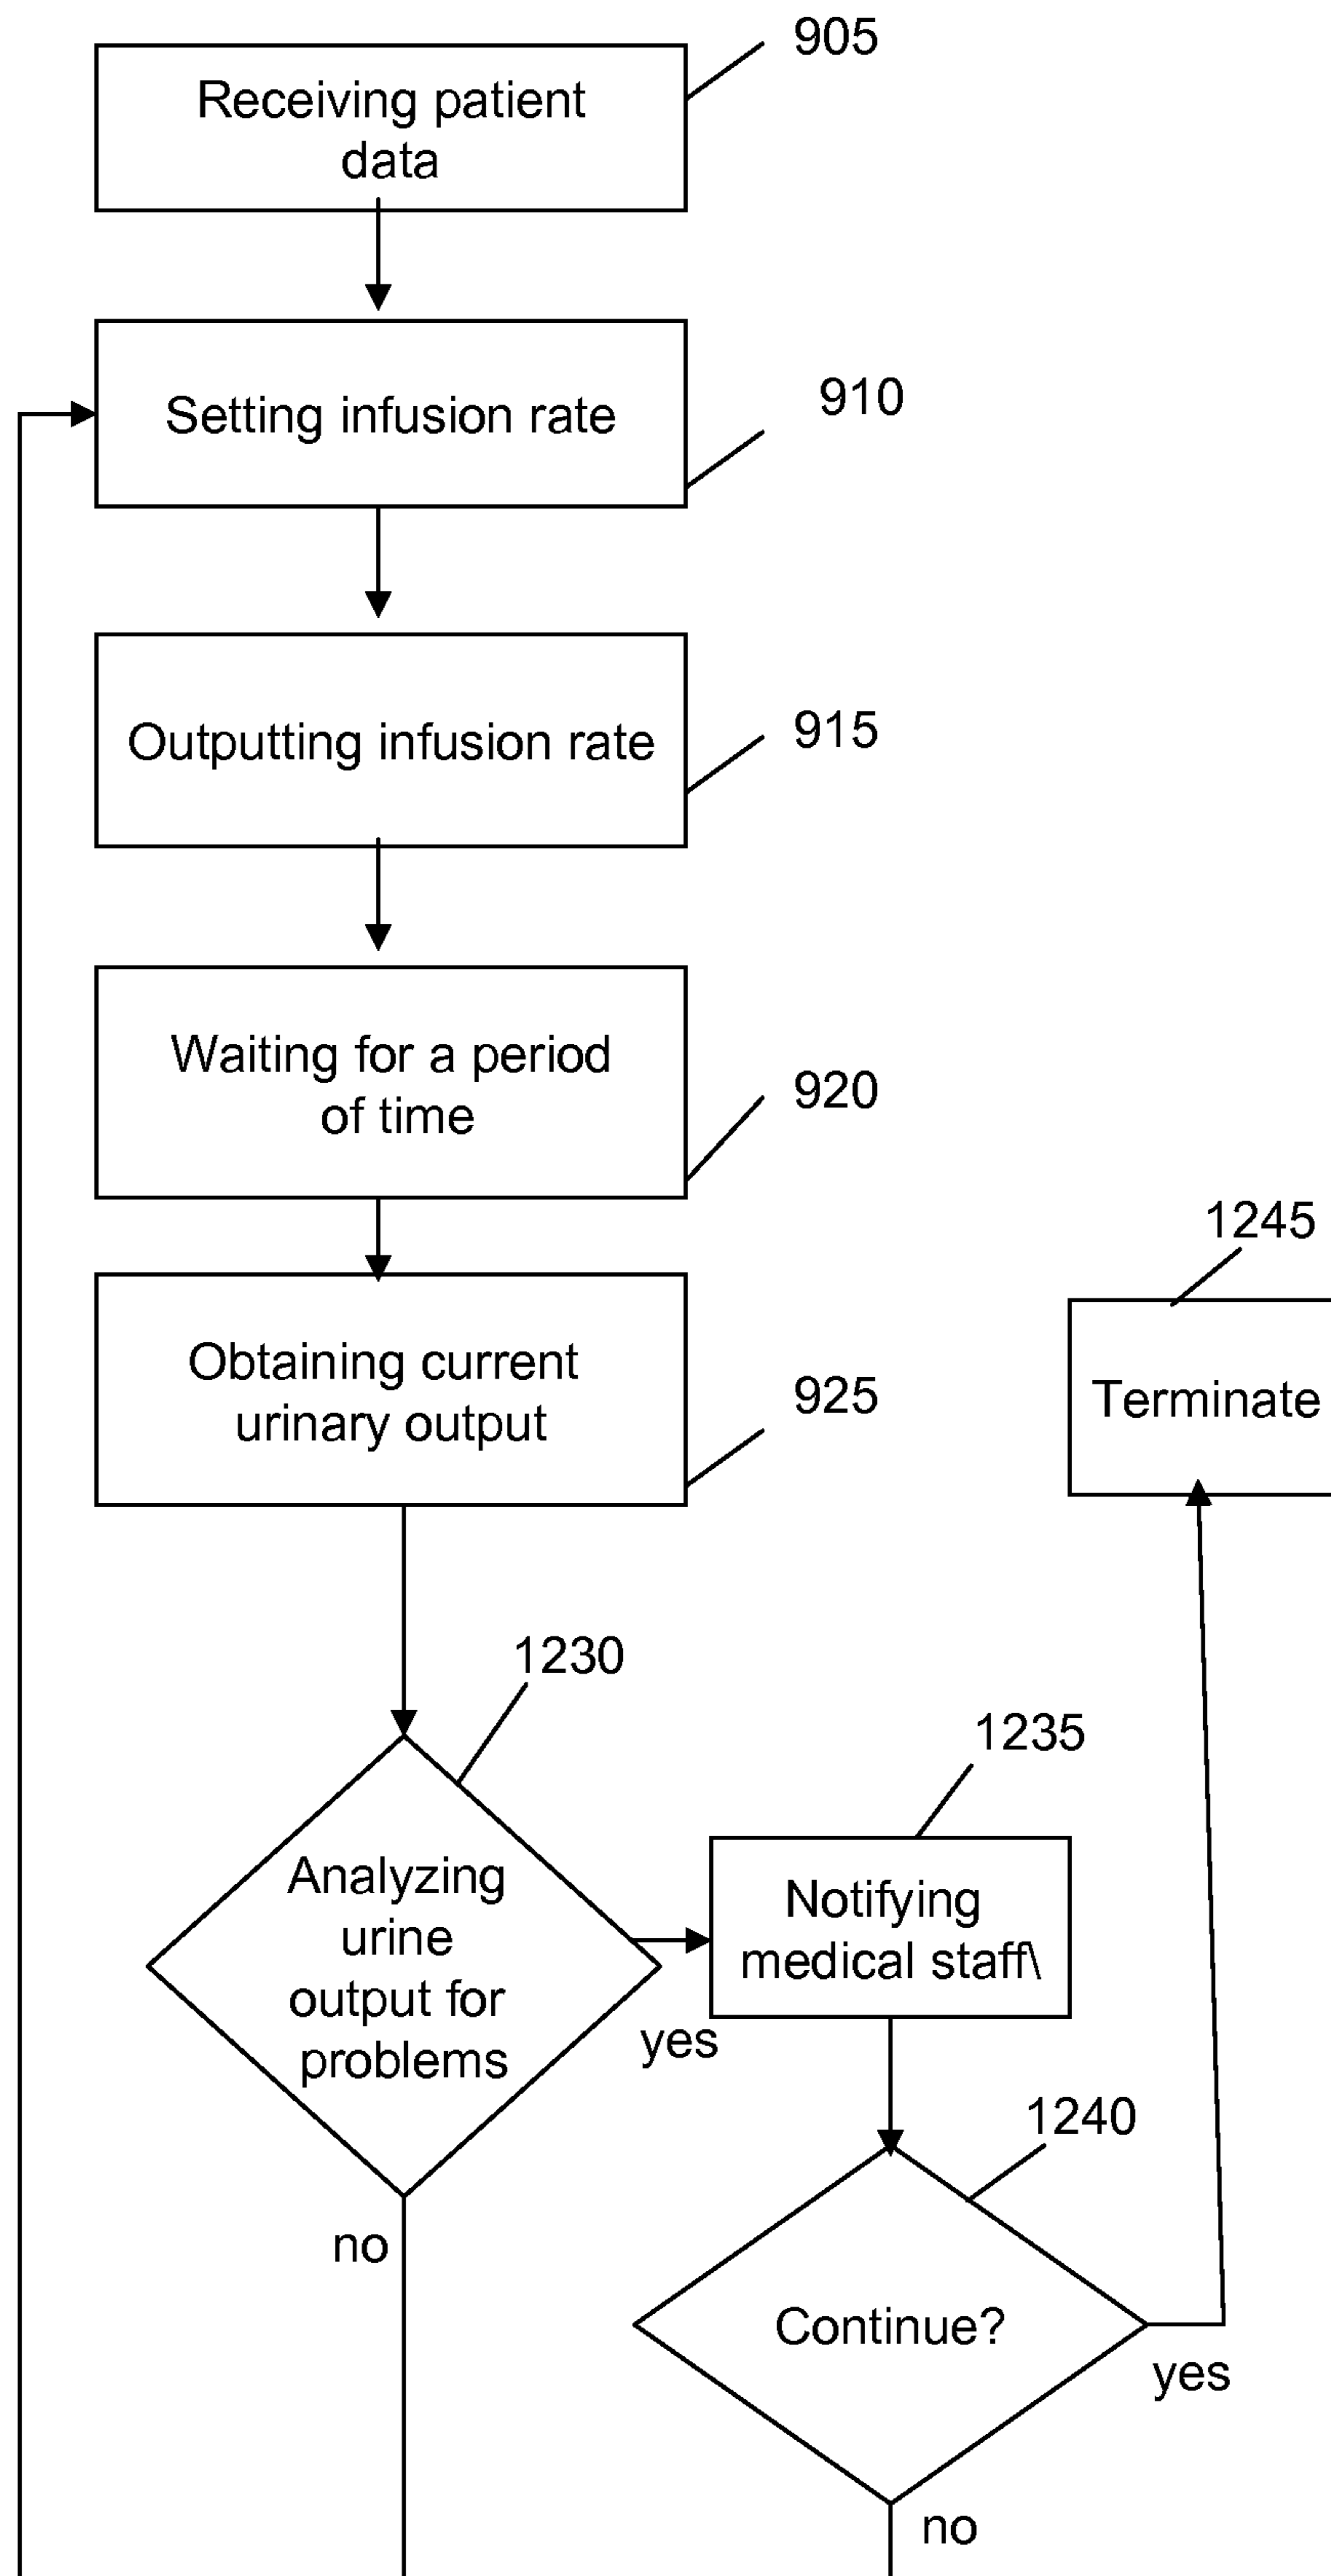 905
Receiving patient
data
910
Setting infusion rate
915
Outputting infusion rate
Waiting for a period
of time
920
1245
Obtaining current
urinary output
925
Terminate
1230
1235
Analyzing
urine
output for
problems
Notifying
medical staff\
yes
1240
no
Continue?
yes
no